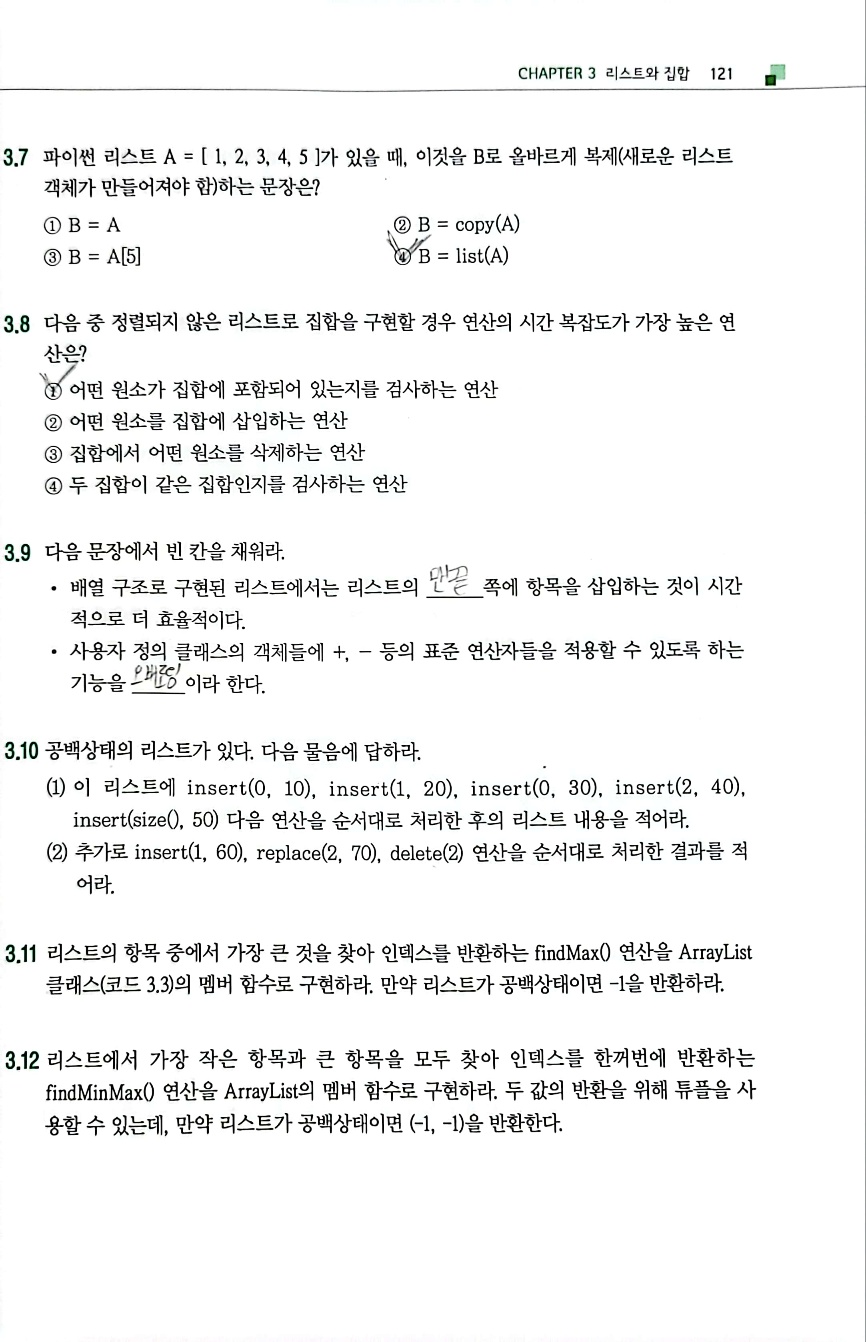 CHAPTER 3 리스트와 집합 121
3.7 파이썬 리스트 A = [ 1, 2, 3, 4, 5 ]가 있을 때, 이것을 B로 올바르게 복제(새로운 리스트
객체가 만들어져야 함)하는 문장은?
① B = A ② B = copy(A)
③ B = A[5] ④ B = list(A)
3.8 다음 중 정렬되지 않은 리스트로 집합을 구현할 경우 연산의 시간 복잡도가 가장 높은 연
산은?
① 어떤 원소가 집합에 포함되어 있는지를 검사하는 연산
② 어떤 원소를 집합에 삽입하는 연산
③ 집합에서 어떤 원소를 삭제하는 연산
④ 두 집합이 같은 집합인지를 검사하는 연산
3.9 다음 문장에서 빈 칸을 채워라.
• 배열 구조로 구현된 리스트에서는 리스트의 맨끝 쪽에 항목을 삽입하는 것이 시간
적으로 더 효율적이다.
• 사용자 정의 클래스의 객체들에 +, - 등의 표준 연산자들을 적용할 수 있도록 하는
기능을 이라 한다.
3.10 공백상태의 리스트가 있다. 다음 물음에 답하라.
(1) 이 리스트에 insert(0, 10), insert(1, 20), insert(0, 30), insert(2, 40),
insert(size(), 50) 다음 연산을 순서대로 처리한 후의 리스트 내용을 적어라.
(2) 추가로 insert(1, 60), replace(2, 70), delete(2) 연산을 순서대로 처리한 결과를 적
어라.
3.11 리스트의 항목 중에서 가장 큰 것을 찾아 인덱스를 반환하는 findMax() 연산을 ArrayList
클래스(코드 3.3)의 멤버 함수로 구현하라. 만약 리스트가 공백상태이면 -1을 반환하라.
3.12 리스트에서 가장 작은 항목과 큰 항목을 모두 찾아 인덱스를 한꺼번에 반환하는
findMinMax() 연산을 ArrayList의 멤버 함수로 구현하라. 두 값의 반환을 위해 튜플을 사
용할 수 있는데, 만약 리스트가 공백상태이면 (-1, -1)을 반환한다.